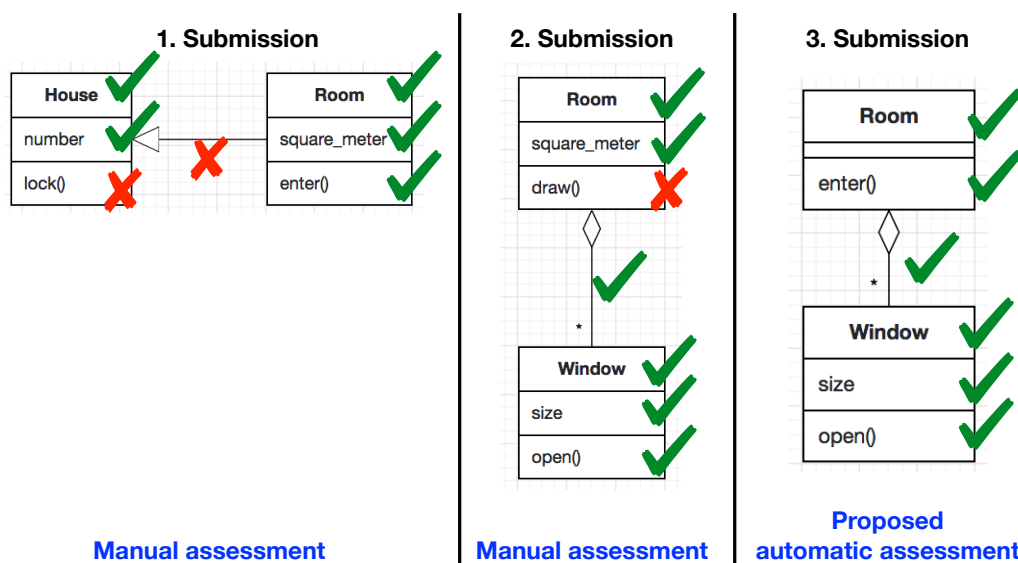 1. Submission
House
number
lock()
Room
square_meter
enter()
Manual assessment
2. Submission
Room
square_meter
draw()
*
Window
size
open()
Manual assessment
3. Submission
Room
enter()
*
Window
size
open()
Proposed
automatic assessment